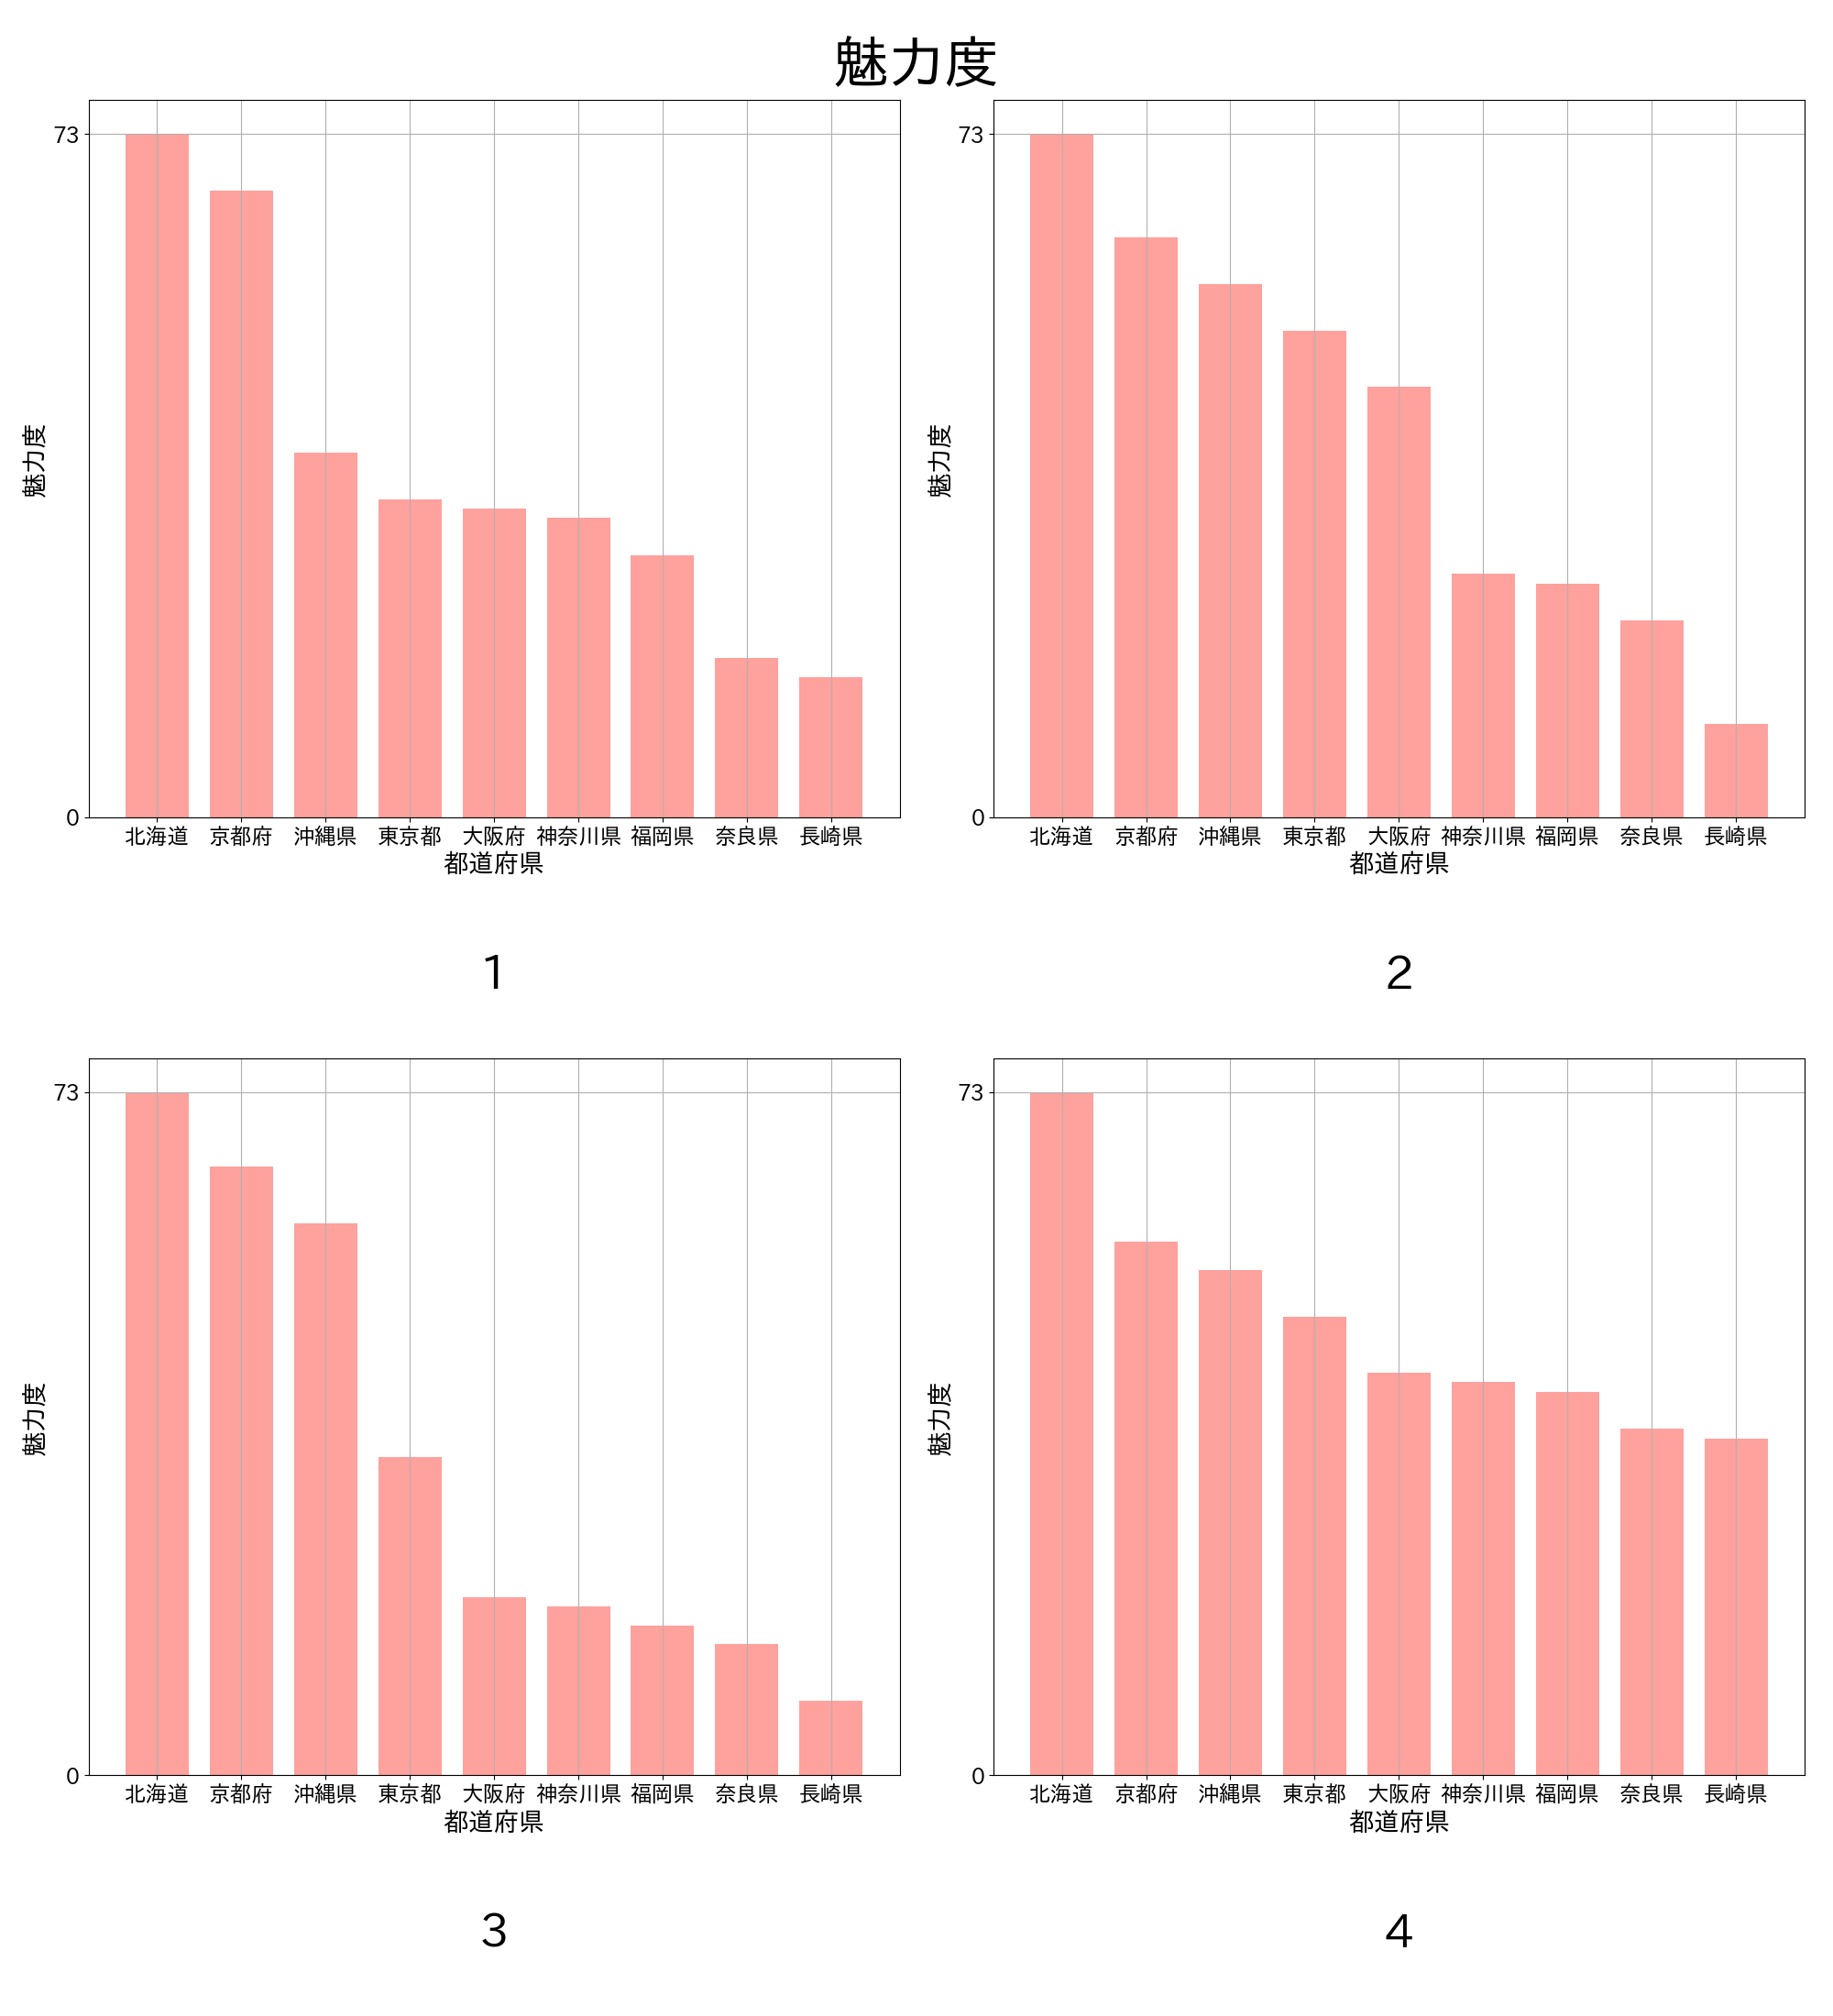 魅力度
73
0
魅力度
北海道 京都府 沖縄県 東京都 大阪府 神奈川県 福岡県 奈良県 長崎県
都道府県
1
73
0
魅力度
北海道 京都府 沖縄県 東京都 大阪府 神奈川県 福岡県 奈良県 長崎県
都道府県
2
73
0
魅力度
北海道 京都府 沖縄県 東京都 大阪府 神奈川県 福岡県 奈良県 長崎県
都道府県
3
73
0
魅力度
北海道 京都府 沖縄県 東京都 大阪府 神奈川県 福岡県 奈良県 長崎県
都道府県
4